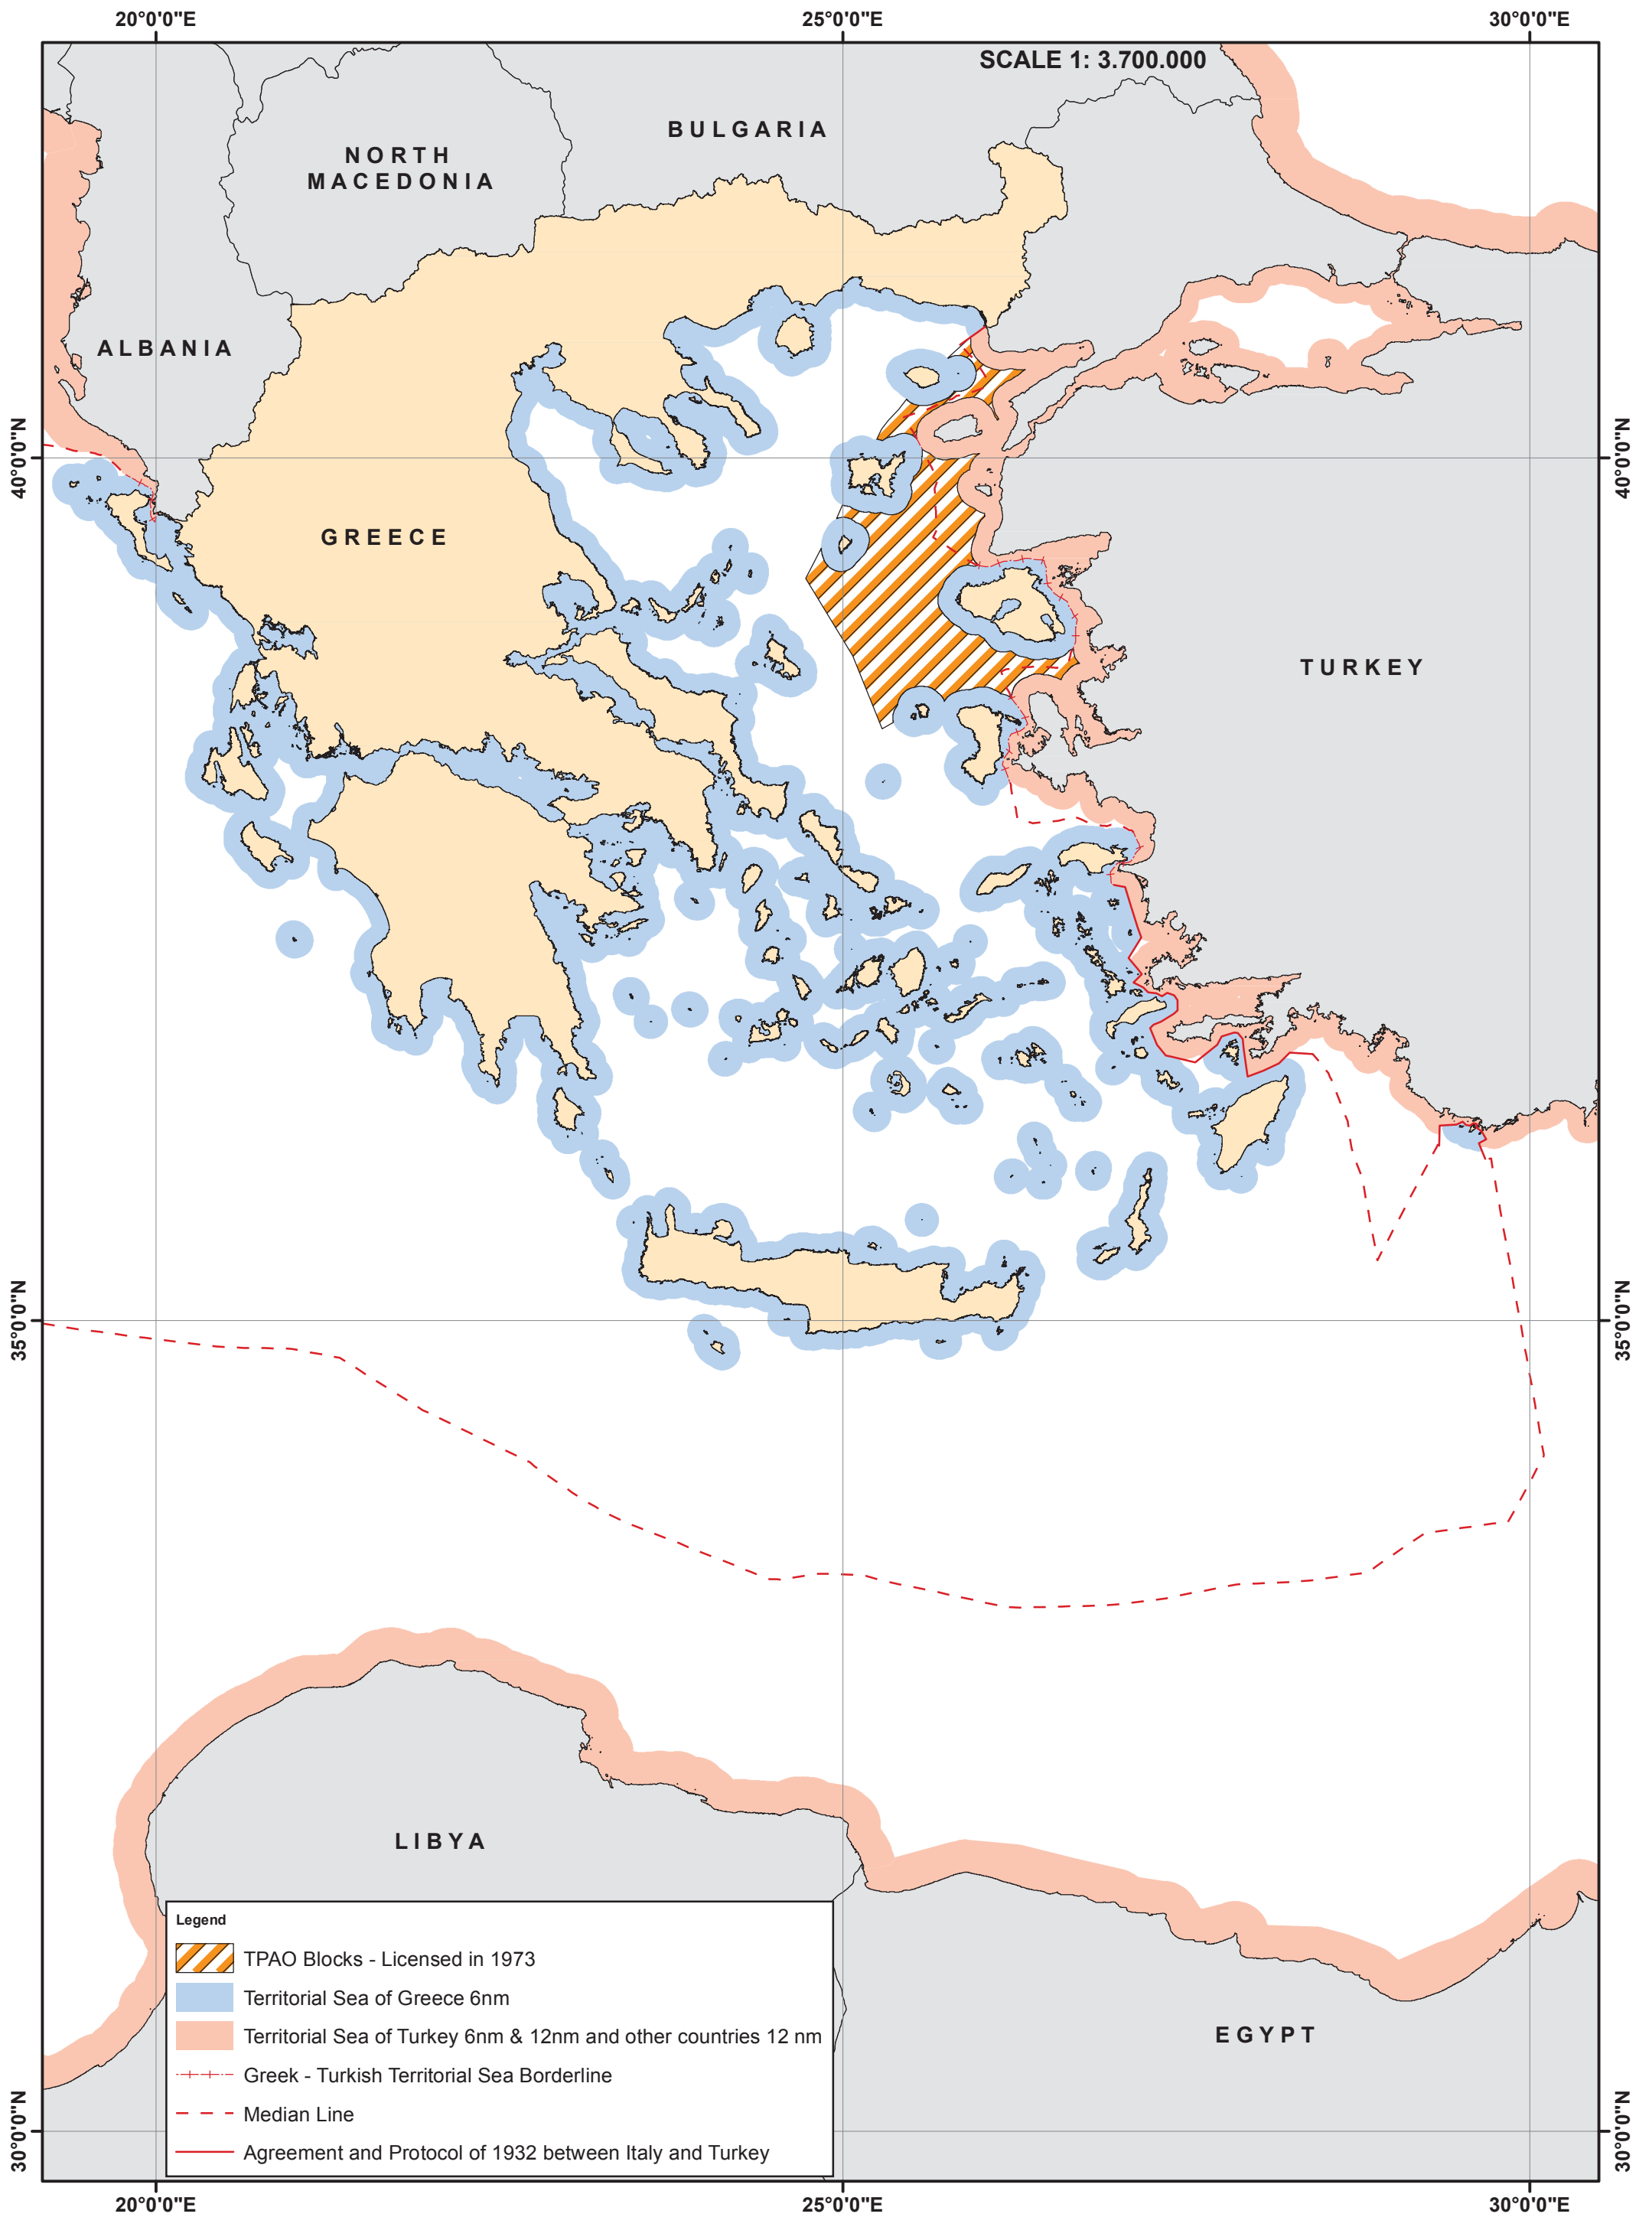 20°0'0"E 25°0'0"E 30°0'0"E
SCALE 1: 3.700.000
BULGARIA
NORTH
MACEDONIA
ALBANIA
40°0'0"N 40°0'0"N
GREECE
TURKEY
35°0'0"N 35°0'0"N
LIBYA
EGYPT
Legend
TPAO Blocks - Licensed in 1973
Territorial Sea of Greece 6nm
Territorial Sea of Turkey 6nm & 12nm and other countries 12 nm
Greek - Turkish Territorial Sea Borderline
Median Line
Agreement and Protocol of 1932 between Italy and Turkey
30°0'0"N 30°0'0"N
20°0'0"E 25°0'0"E 30°0'0"E